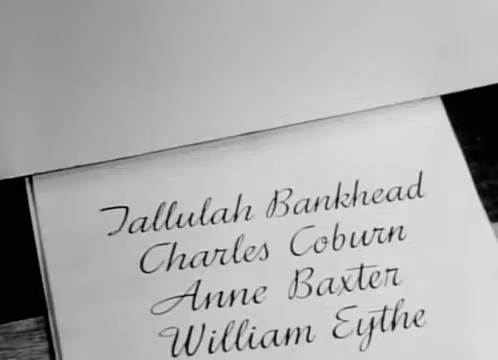 Tallulah Bankhead
Charles Coburn
Anne Baxter
William Eythe